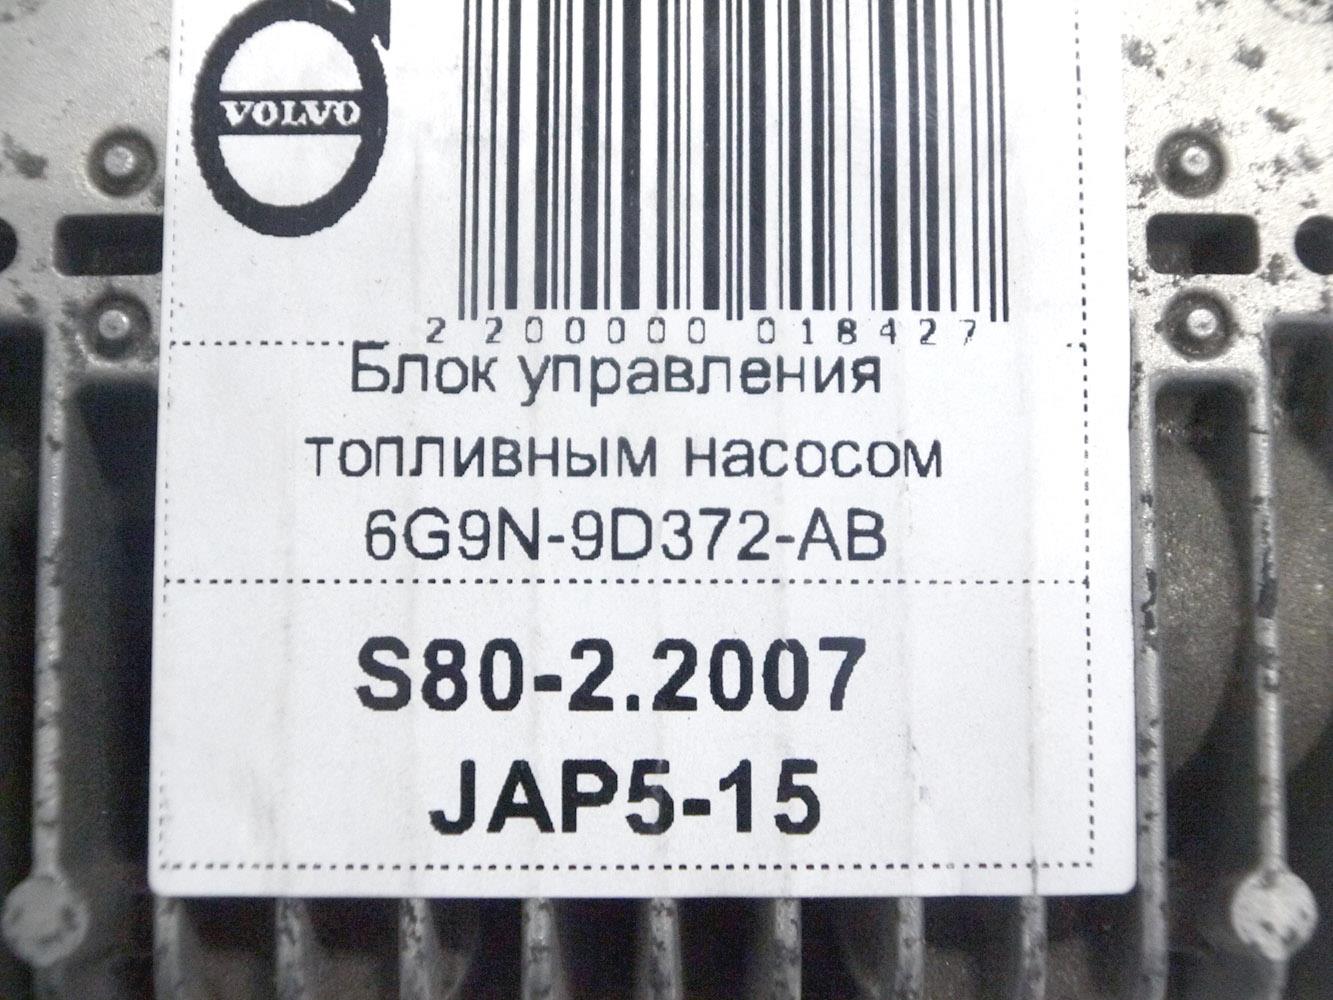 VOLVO
2 200000 018427
Блок управления
топливным насосом
6G9N-9D372-AB
S80-2.2007
JAP5-15